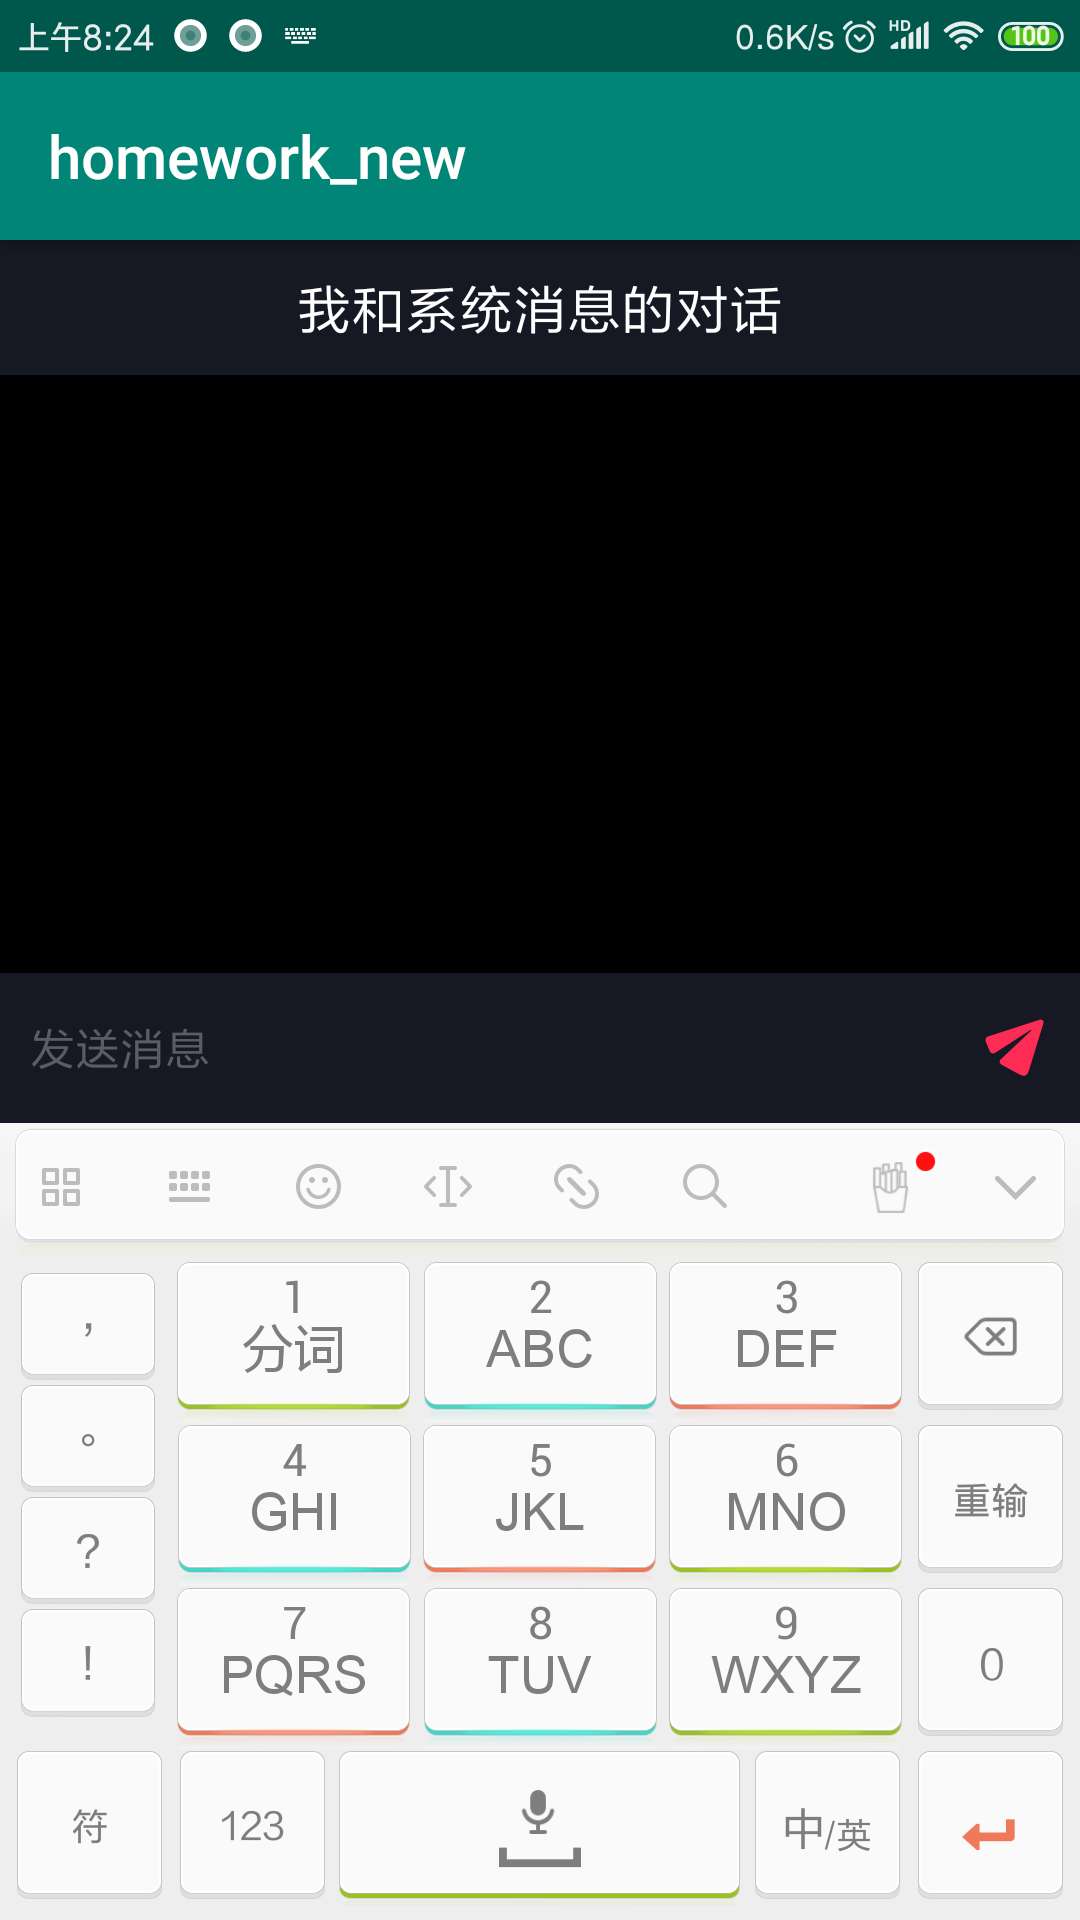 上午8:24 0.6K/s HD 100
homework_new
我和系统消息的对话
发送消息
, 1 2 3
分词 ABC DEF
。 4 5 6
GHI JKL MNO 重输
?
! 7 8 9
PQRS TUV WXYZ 0
符 123 中/英